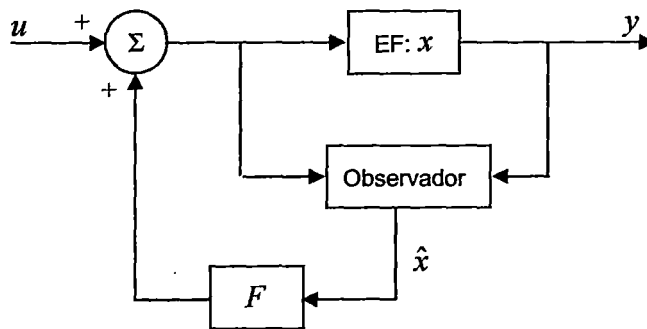 u + Σ EF: x y
+
Observador
x̂
F